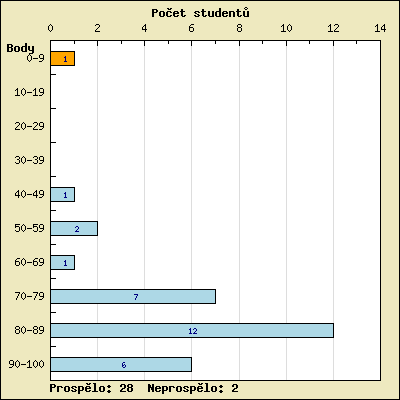 Počet studentů
0 2 4 6 8 10 12 14
Body
0-9 1
10-19
20-29
30-39
40-49 1
50-59 2
60-69 1
70-79 7
80-89 12
90-100 6
Prospělo: 28 Neprospělo: 2